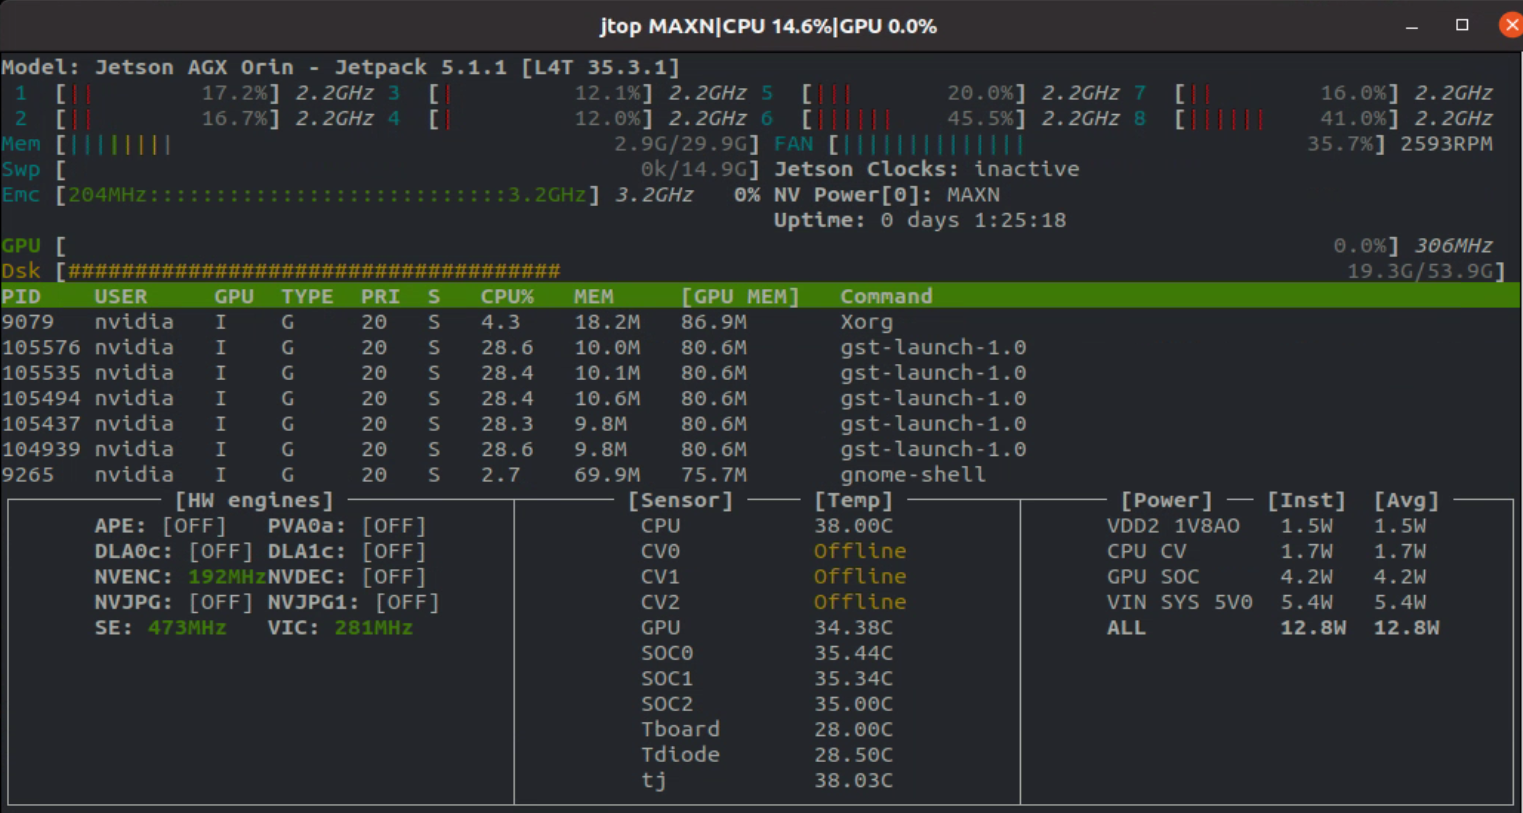 jtop MAXN|CPU 14.6%|GPU 0.0%
Model: Jetson AGX Orin - Jetpack 5.1.1 [L4T 35.3.1]
1 [|| 17.2%] 2.2GHz 3 [| 12.1%] 2.2GHz 5 [||| 20.0%] 2.2GHz 7 [|| 16.0%] 2.2GHz
2 [|| 16.7%] 2.2GHz 4 [| 12.0%] 2.2GHz 6 [|||||| 45.5%] 2.2GHz 8 [|||||| 41.0%] 2.2GHz
Mem [|||||||| 2.9G/29.9G] FAN [|||||||||||||| 35.7%] 2593RPM
Swp [ 0k/14.9G] Jetson Clocks: inactive
Emc [204MHz:::::::::::::::::::::::::::3.2GHz] 3.2GHz 0% NV Power[0]: MAXN
Uptime: 0 days 1:25:18
GPU [ 0.0%] 306MHz
Dsk [##################################### 19.3G/53.9G]
PID USER GPU TYPE PRI S CPU% MEM [GPU MEM] Command
9079 nvidia I G 20 S 4.3 18.2M 86.9M Xorg
105576 nvidia I G 20 S 28.6 10.0M 80.6M gst-launch-1.0
105535 nvidia I G 20 S 28.4 10.1M 80.6M gst-launch-1.0
105494 nvidia I G 20 S 28.4 10.6M 80.6M gst-launch-1.0
105437 nvidia I G 20 S 28.3 9.8M 80.6M gst-launch-1.0
104939 nvidia I G 20 S 28.6 9.8M 80.6M gst-launch-1.0
9265 nvidia I G 20 S 2.7 69.9M 75.7M gnome-shell
[HW engines] [Sensor] [Temp] [Power] [Inst] [Avg]
APE: [OFF] PVA0a: [OFF] CPU 38.00C VDD2 1V8AO 1.5W 1.5W
DLA0c: [OFF] DLA1c: [OFF] CV0 Offline CPU CV 1.7W 1.7W
NVENC: 192MHz NVDEC: [OFF] CV1 Offline GPU SOC 4.2W 4.2W
NVJPG: [OFF] NVJPG1: [OFF] CV2 Offline VIN SYS 5V0 5.4W 5.4W
SE: 473MHz VIC: 281MHz GPU 34.38C ALL 12.8W 12.8W
SOC0 35.44C
SOC1 35.34C
SOC2 35.00C
Tboard 28.00C
Tdiode 28.50C
tj 38.03C